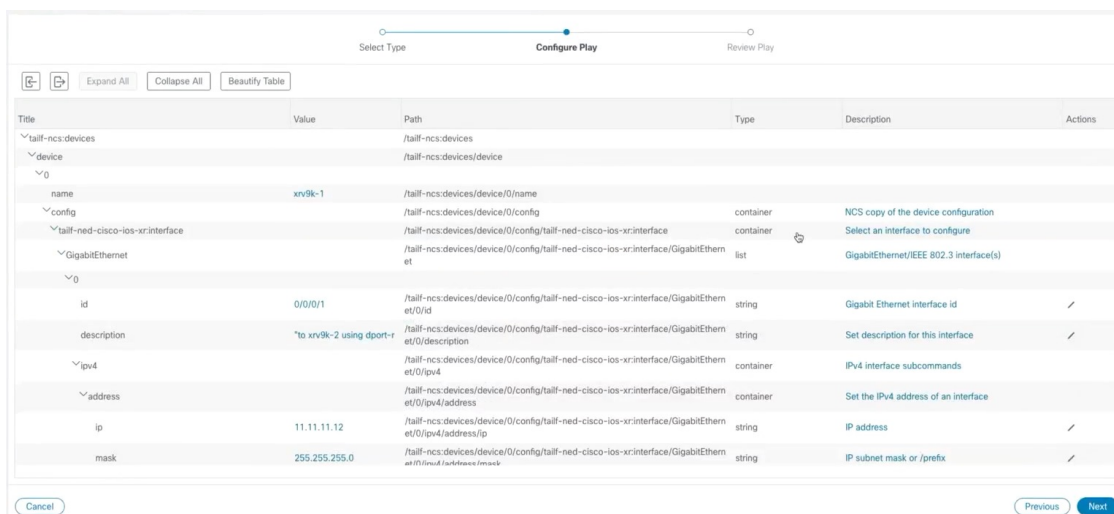 Select Type Configure Play Review Play
Expand All Collapse All Beautify Table
Title Value Path Type Description Actions
tailf-ncs:devices /tailf-ncs:devices
device /tailf-ncs:devices/device
0
name xrv9k-1 /tailf-ncs:devices/device/0/name
config /tailf-ncs:devices/device/0/config container NCS copy of the device configuration
tailf-ned-cisco-ios-xr:interface /tailf-ncs:devices/device/0/config/tailf-ned-cisco-ios-xr:interface container Select an interface to configure
GigabitEthernet /tailf-ncs:devices/device/0/config/tailf-ned-cisco-ios-xr:interface/GigabitEthern list GigabitEthernet/IEEE 802.3 interface(s)
et
0
id 0/0/0/1 /tailf-ncs:devices/device/0/config/tailf-ned-cisco-ios-xr:interface/GigabitEthern string Gigabit Ethernet interface id
et/0/id
description "to xrv9k-2 using dport-r /tailf-ncs:devices/device/0/config/tailf-ned-cisco-ios-xr:interface/GigabitEthern string Set description for this interface
et/0/description
ipv4 /tailf-ncs:devices/device/0/config/tailf-ned-cisco-ios-xr:interface/GigabitEthern container IPv4 interface subcommands
et/0/ipv4
address /tailf-ncs:devices/device/0/config/tailf-ned-cisco-ios-xr:interface/GigabitEthern container Set the IPv4 address of an interface
et/0/ipv4/address
ip 11.11.11.12 /tailf-ncs:devices/device/0/config/tailf-ned-cisco-ios-xr:interface/GigabitEthern string IP address
et/0/ipv4/address/ip
mask 255.255.255.0 /tailf-ncs:devices/device/0/config/tailf-ned-cisco-ios-xr:interface/GigabitEthern string IP subnet mask or /prefix
et/0/ipv4/address/mask
Cancel Previous Next